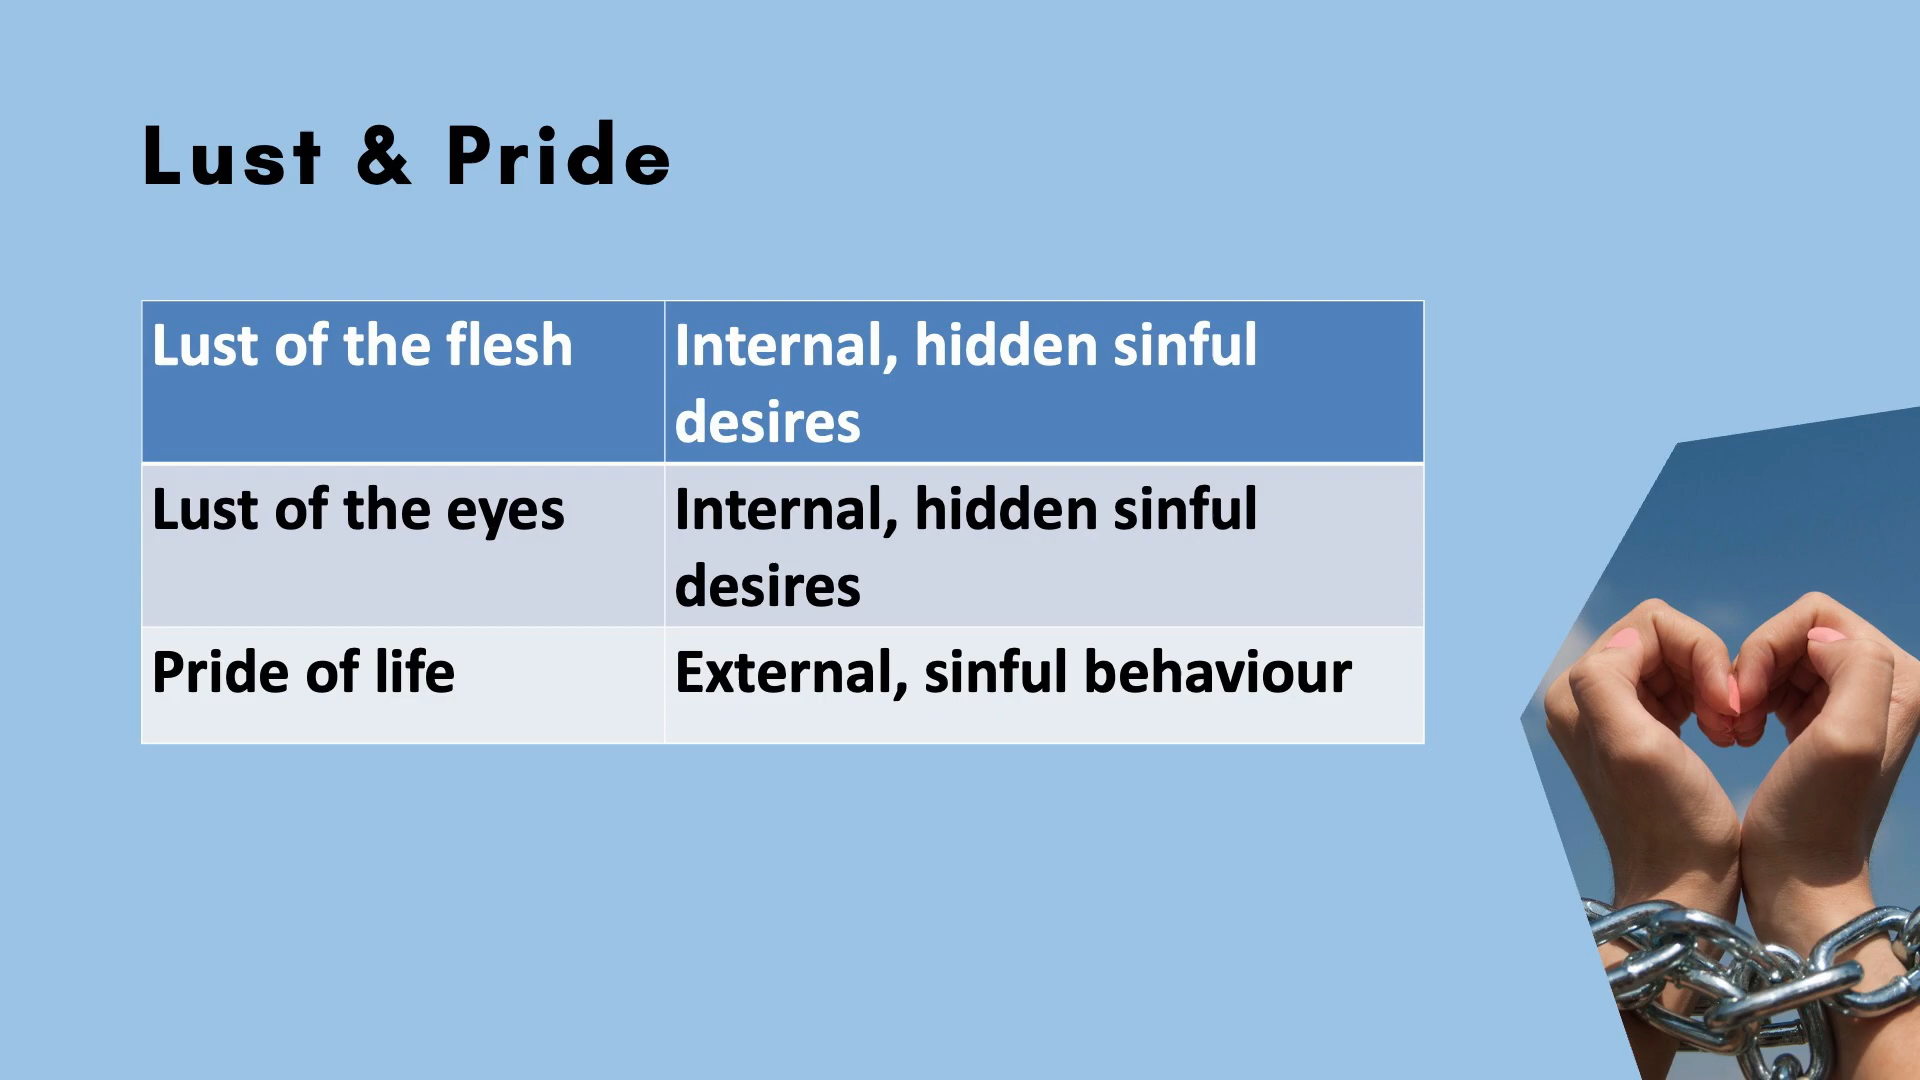 Lust & Pride
Lust of the flesh
Internal, hidden sinful
desires
Lust of the eyes
Internal, hidden sinful
desires
Pride of life
External, sinful behaviour